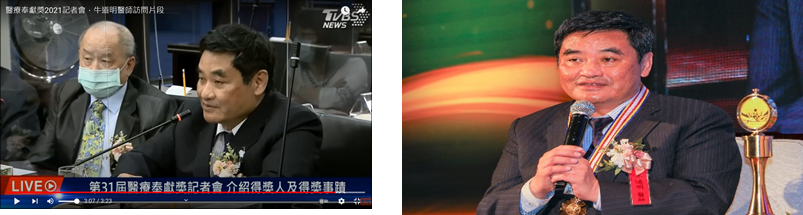 醫療奉獻獎2021記者會・牛道明醫師訪問片段
TVBS
NEWS
LIVE
第31屆醫療奉獻獎記者會 介紹得獎人及得獎事蹟
3:07 / 3:23